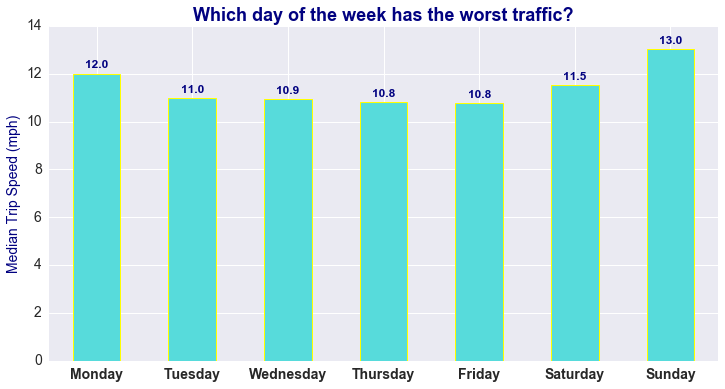 Which day of the week has the worst traffic?
Median Trip Speed (mph)
14
12
10
8
6
4
2
0
12.0 11.0 10.9 10.8 10.8 11.5 13.0
Monday Tuesday Wednesday Thursday Friday Saturday Sunday